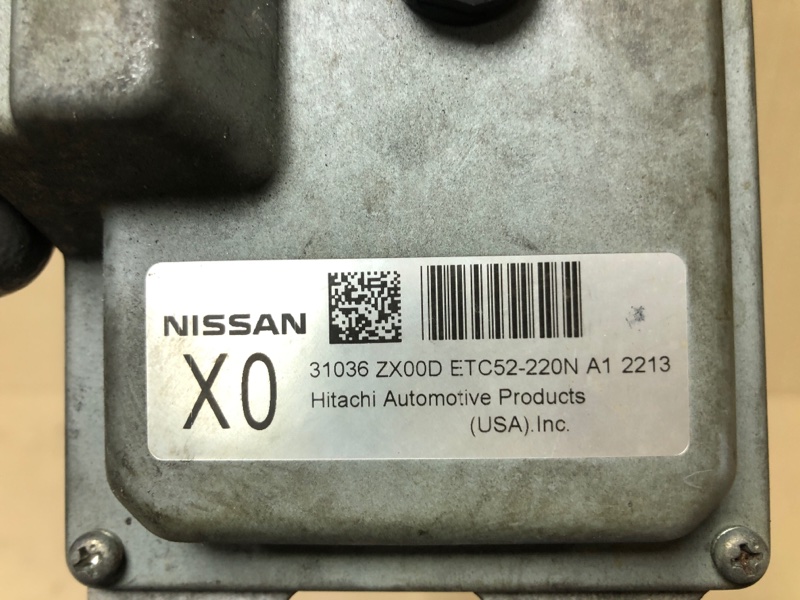 NISSAN
X0
31036 ZX00D ETC52-220N A1 2213
Hitachi Automotive Products
(USA).Inc.